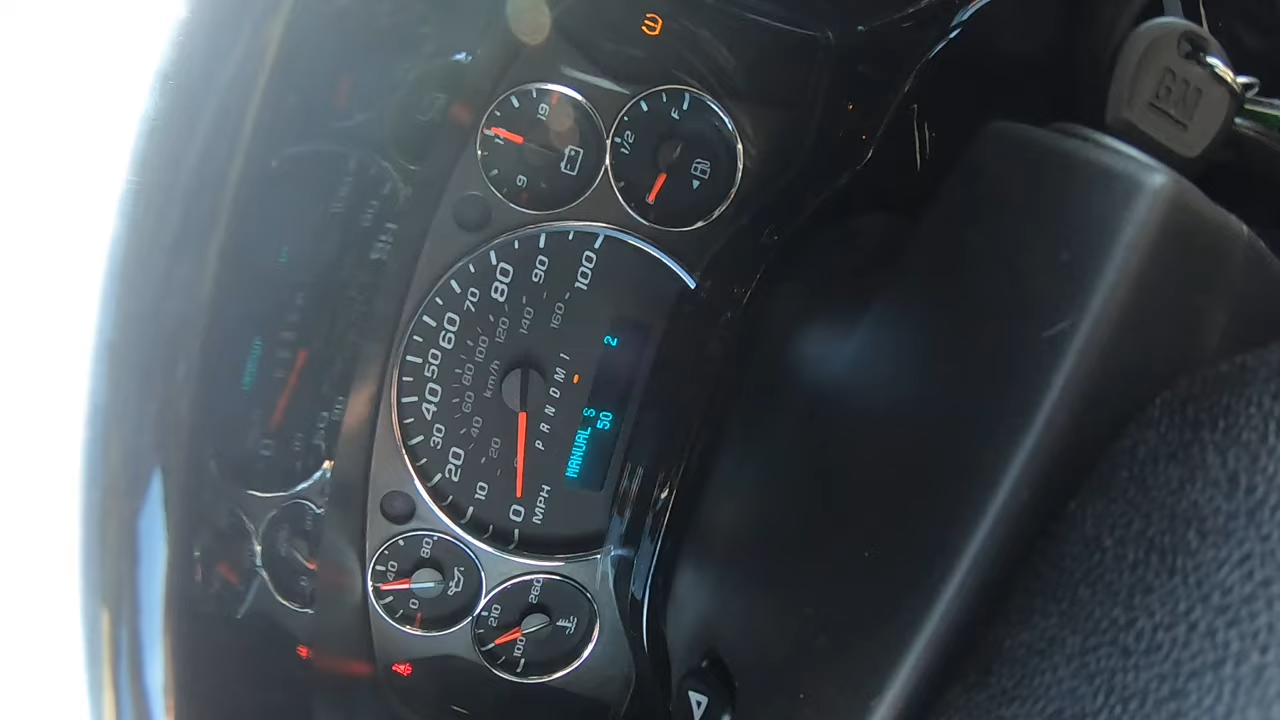 0 40 80
100 210 260
0 10 20 30 40 50 60 70 80 90 100
20 40 60 80 100 120 140 160
km/h
MPH
PRNDM1
MANUAL S
50 2
9 19
1/2 F
GM